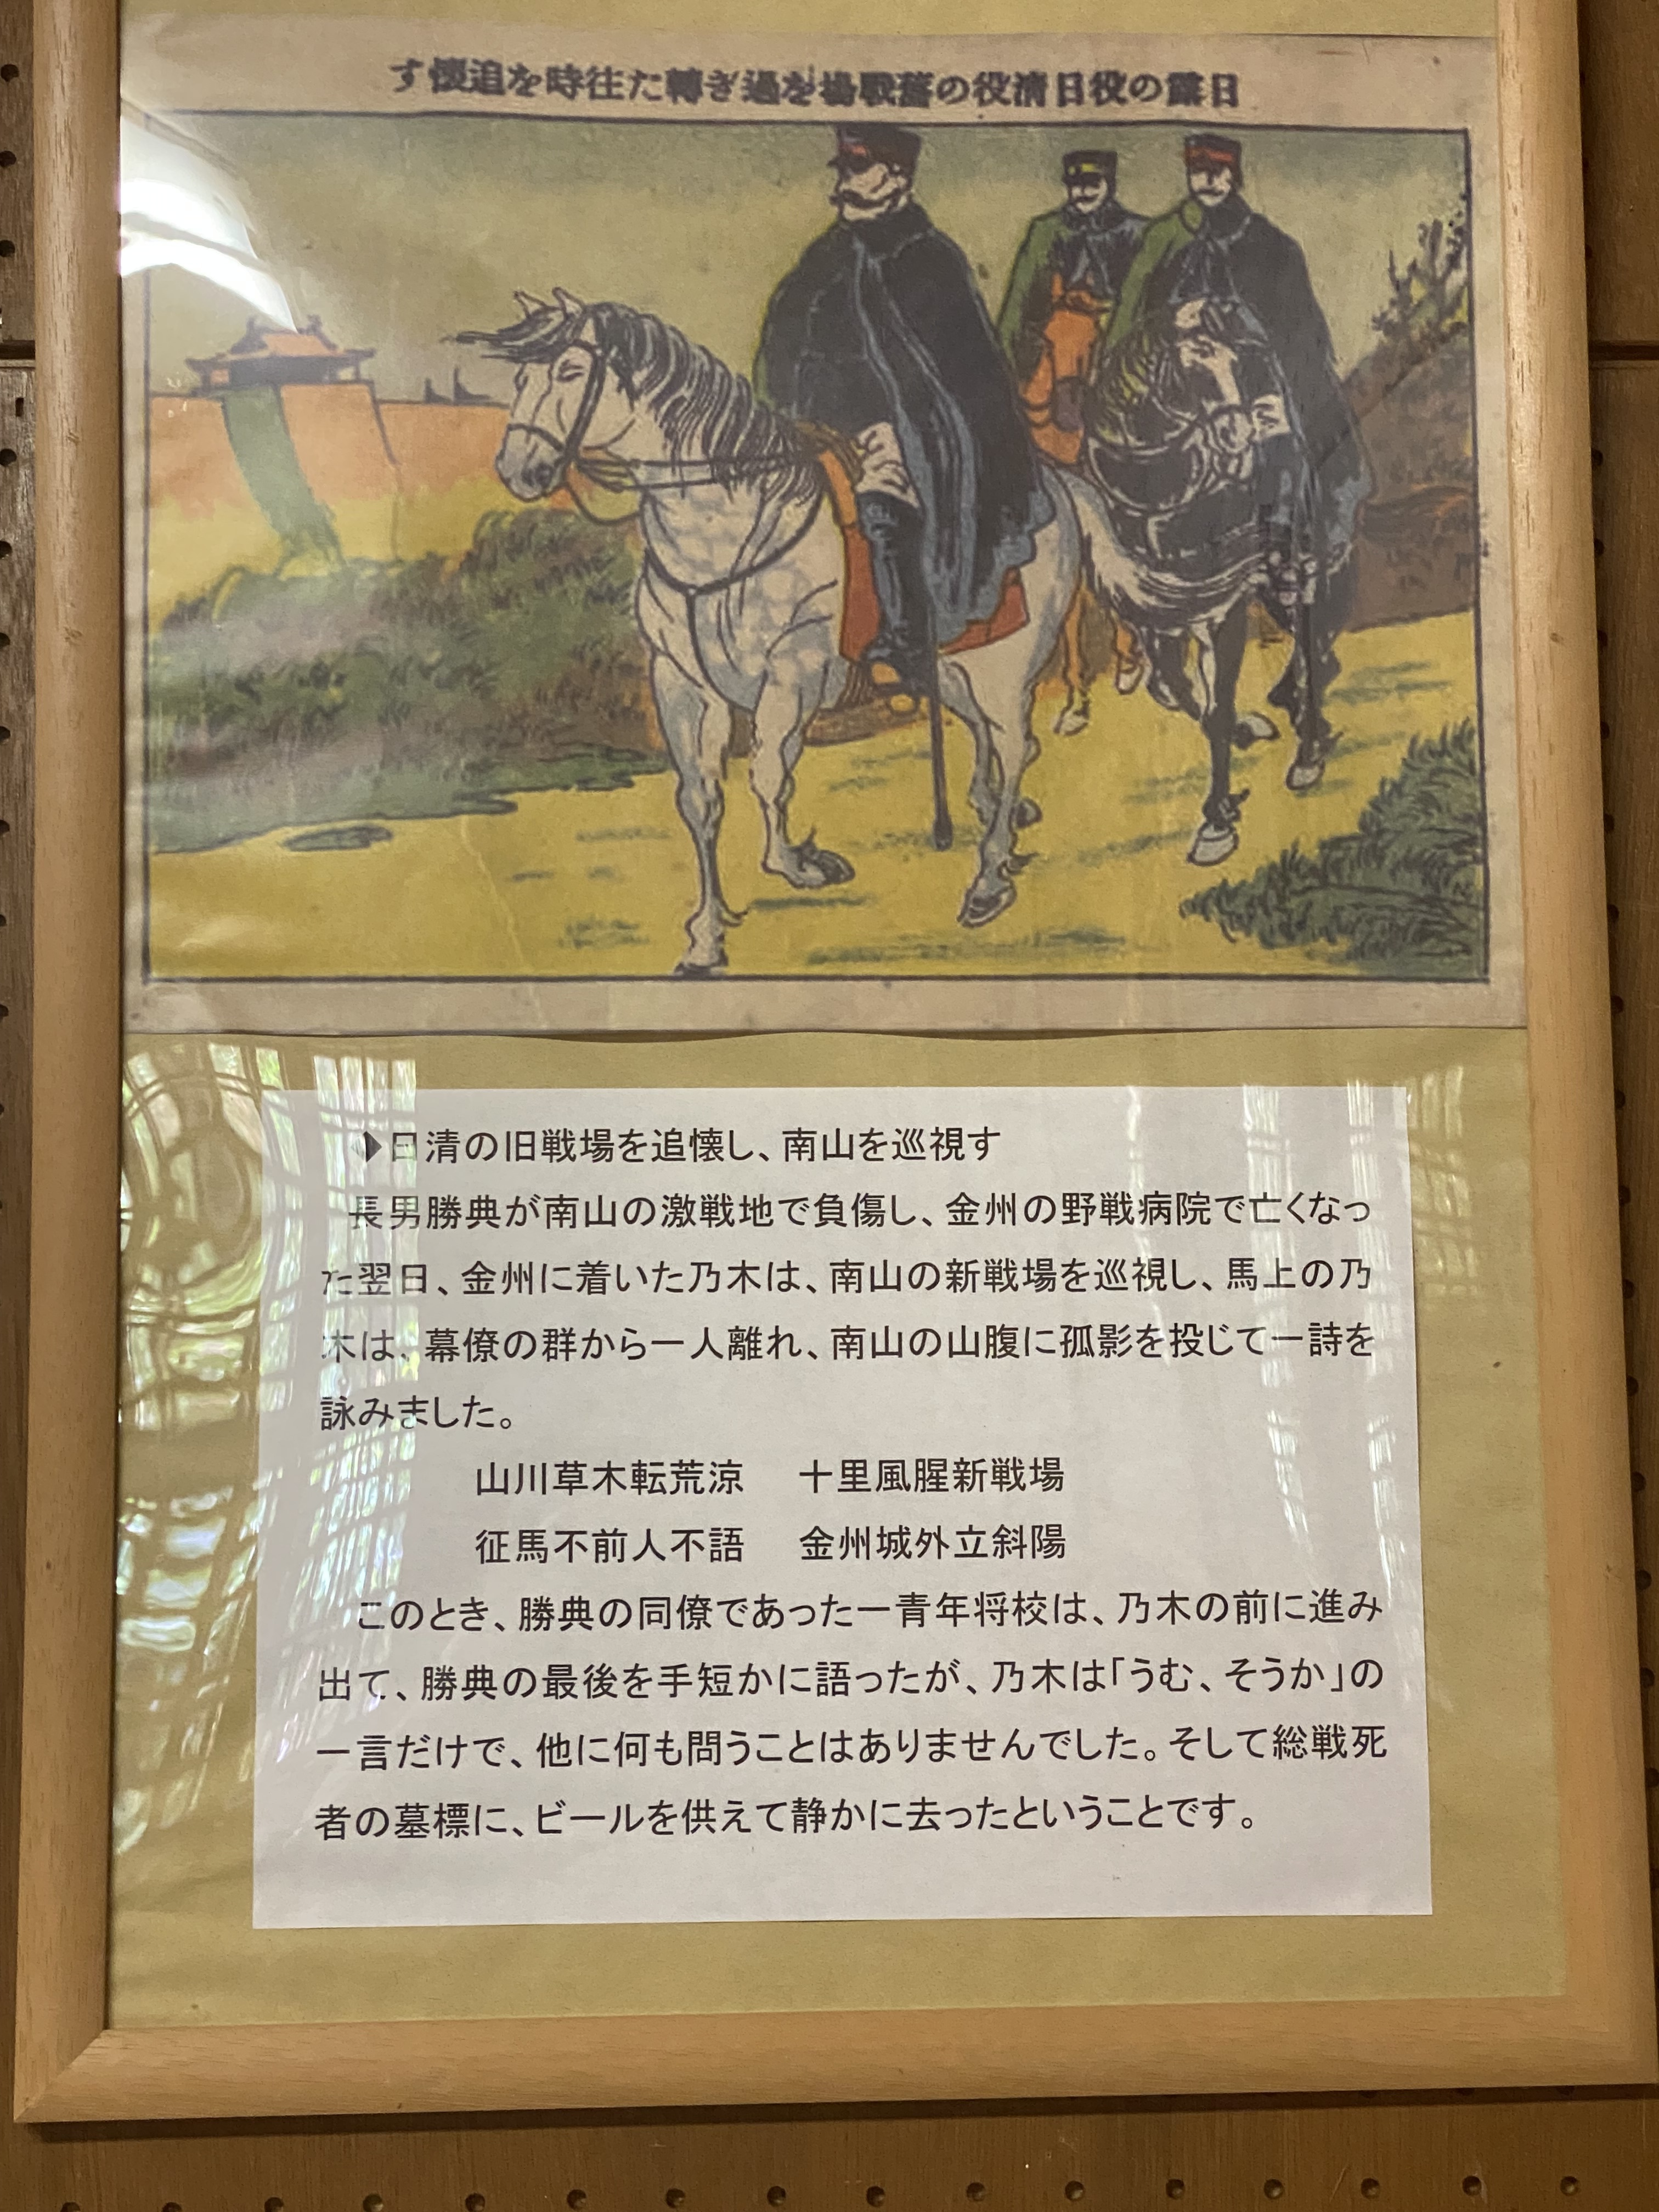 日露の役日清役の舊戰場を過ぎ轉た往時を追懷す
◆日清の旧戦場を追懐し、南山を巡視す
長男勝典が南山の激戦地で負傷し、金州の野戦病院で亡くなっ
た翌日、金州に着いた乃木は、南山の新戦場を巡視し、馬上の乃
木は、幕僚の群から一人離れ、南山の山腹に孤影を投じて一詩を
詠みました。
山川草木転荒涼　十里風腥新戦場
征馬不前人不語　金州城外立斜陽
このとき、勝典の同僚であった一青年将校は、乃木の前に進み
出て、勝典の最後を手短かに語ったが、乃木は「うむ、そうか」の
一言だけで、他に何も問うことはありませんでした。そして総戦死
者の墓標に、ビールを供えて静かに去ったということです。